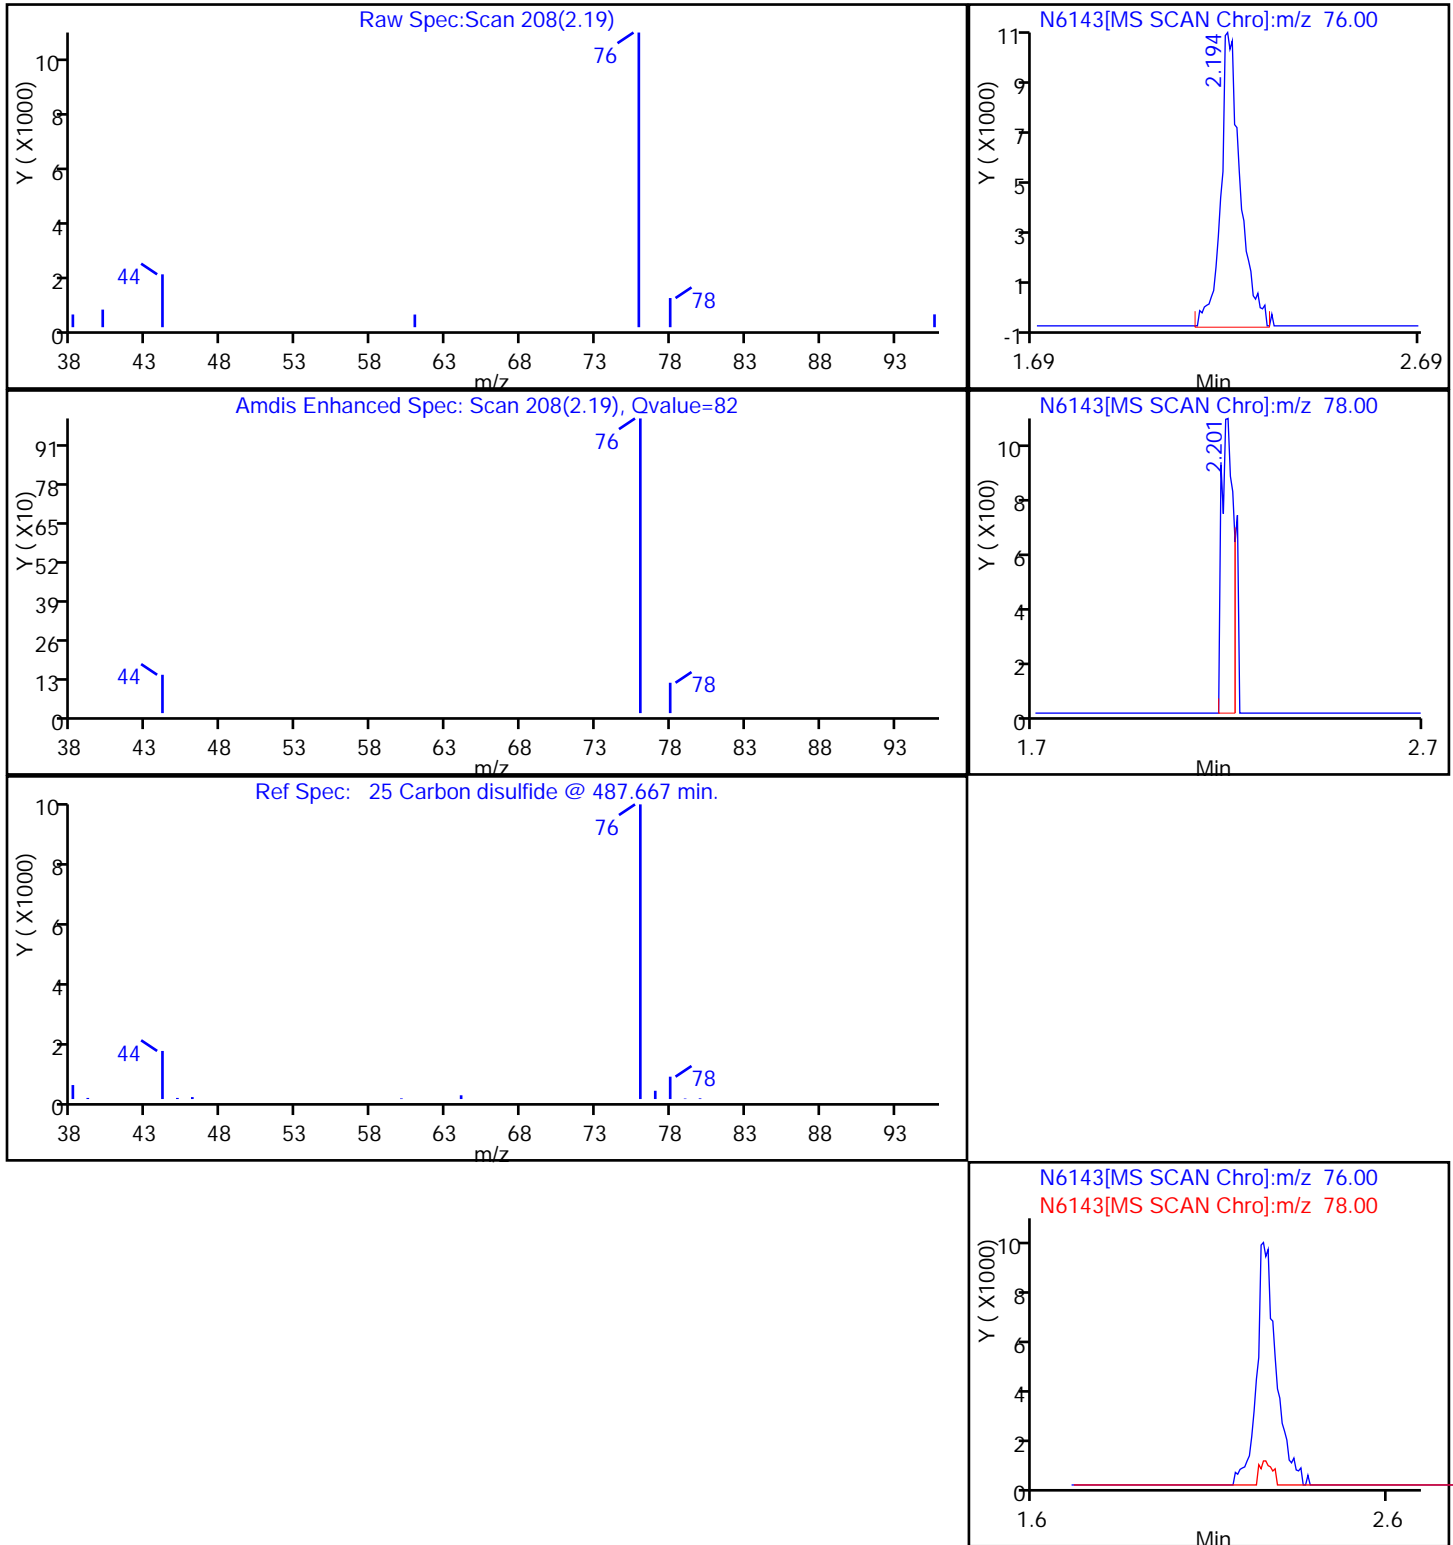 Raw Spec:Scan 208(2.19)
76
44
78
Y ( X1000)
10
8
6
4
2
0
38 43 48 53 58 63 68 73 78 83 88 93
m/z
N6143[MS SCAN Chro]:m/z 76.00
2.194
Y ( X1000)
11
9
7
5
3
1
-1
1.69 2.69
Min
Amdis Enhanced Spec: Scan 208(2.19), Qvalue=82
76
44
78
Y ( X10)
91
78
65
52
39
26
13
0
38 43 48 53 58 63 68 73 78 83 88 93
m/z
N6143[MS SCAN Chro]:m/z 78.00
2.201
Y ( X100)
10
8
6
4
2
0
1.7 2.7
Min
Ref Spec: 25 Carbon disulfide @ 487.667 min.
76
44
78
Y ( X1000)
10
8
6
4
2
0
38 43 48 53 58 63 68 73 78 83 88 93
m/z
N6143[MS SCAN Chro]:m/z 76.00
N6143[MS SCAN Chro]:m/z 78.00
Y ( X1000)
10
8
6
4
2
0
1.6 2.6
Min